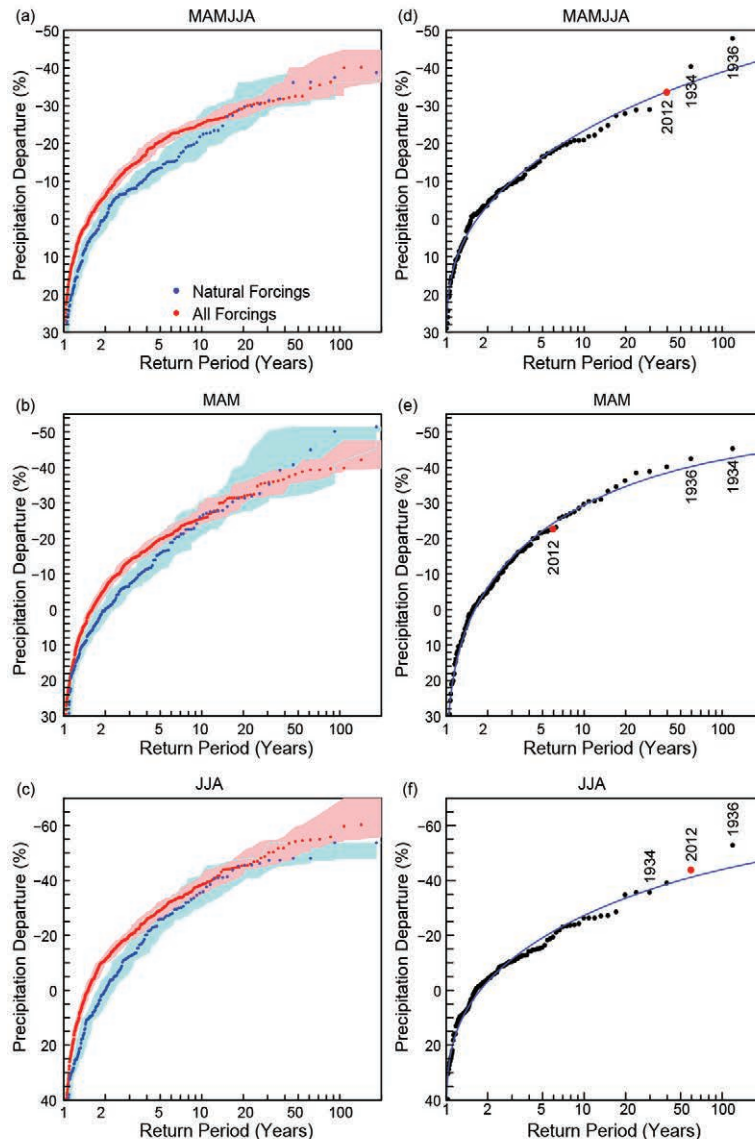 (a)
MAMJJA
Precipitation Departure (%)
-50
-40
-30
-20
-10
0
10
20
30
Natural Forcings
All Forcings
1 2 5 10 20 50 100
Return Period (Years)
(d)
MAMJJA
Precipitation Departure (%)
-50
-40
-30
-20
-10
0
10
20
30
2012
1934
1936
1 2 5 10 20 50 100
Return Period (Years)
(b)
MAM
Precipitation Departure (%)
-50
-40
-30
-20
-10
0
10
20
30
1 2 5 10 20 50 100
Return Period (Years)
(e)
MAM
Precipitation Departure (%)
-50
-40
-30
-20
-10
0
10
20
30
2012
1936
1934
1 2 5 10 20 50 100
Return Period (Years)
(c)
JJA
Precipitation Departure (%)
-60
-40
-20
0
20
40
1 2 5 10 20 50 100
Return Period (Years)
(f)
JJA
Precipitation Departure (%)
-60
-40
-20
0
20
40
1934
2012
1936
1 2 5 10 20 50 100
Return Period (Years)